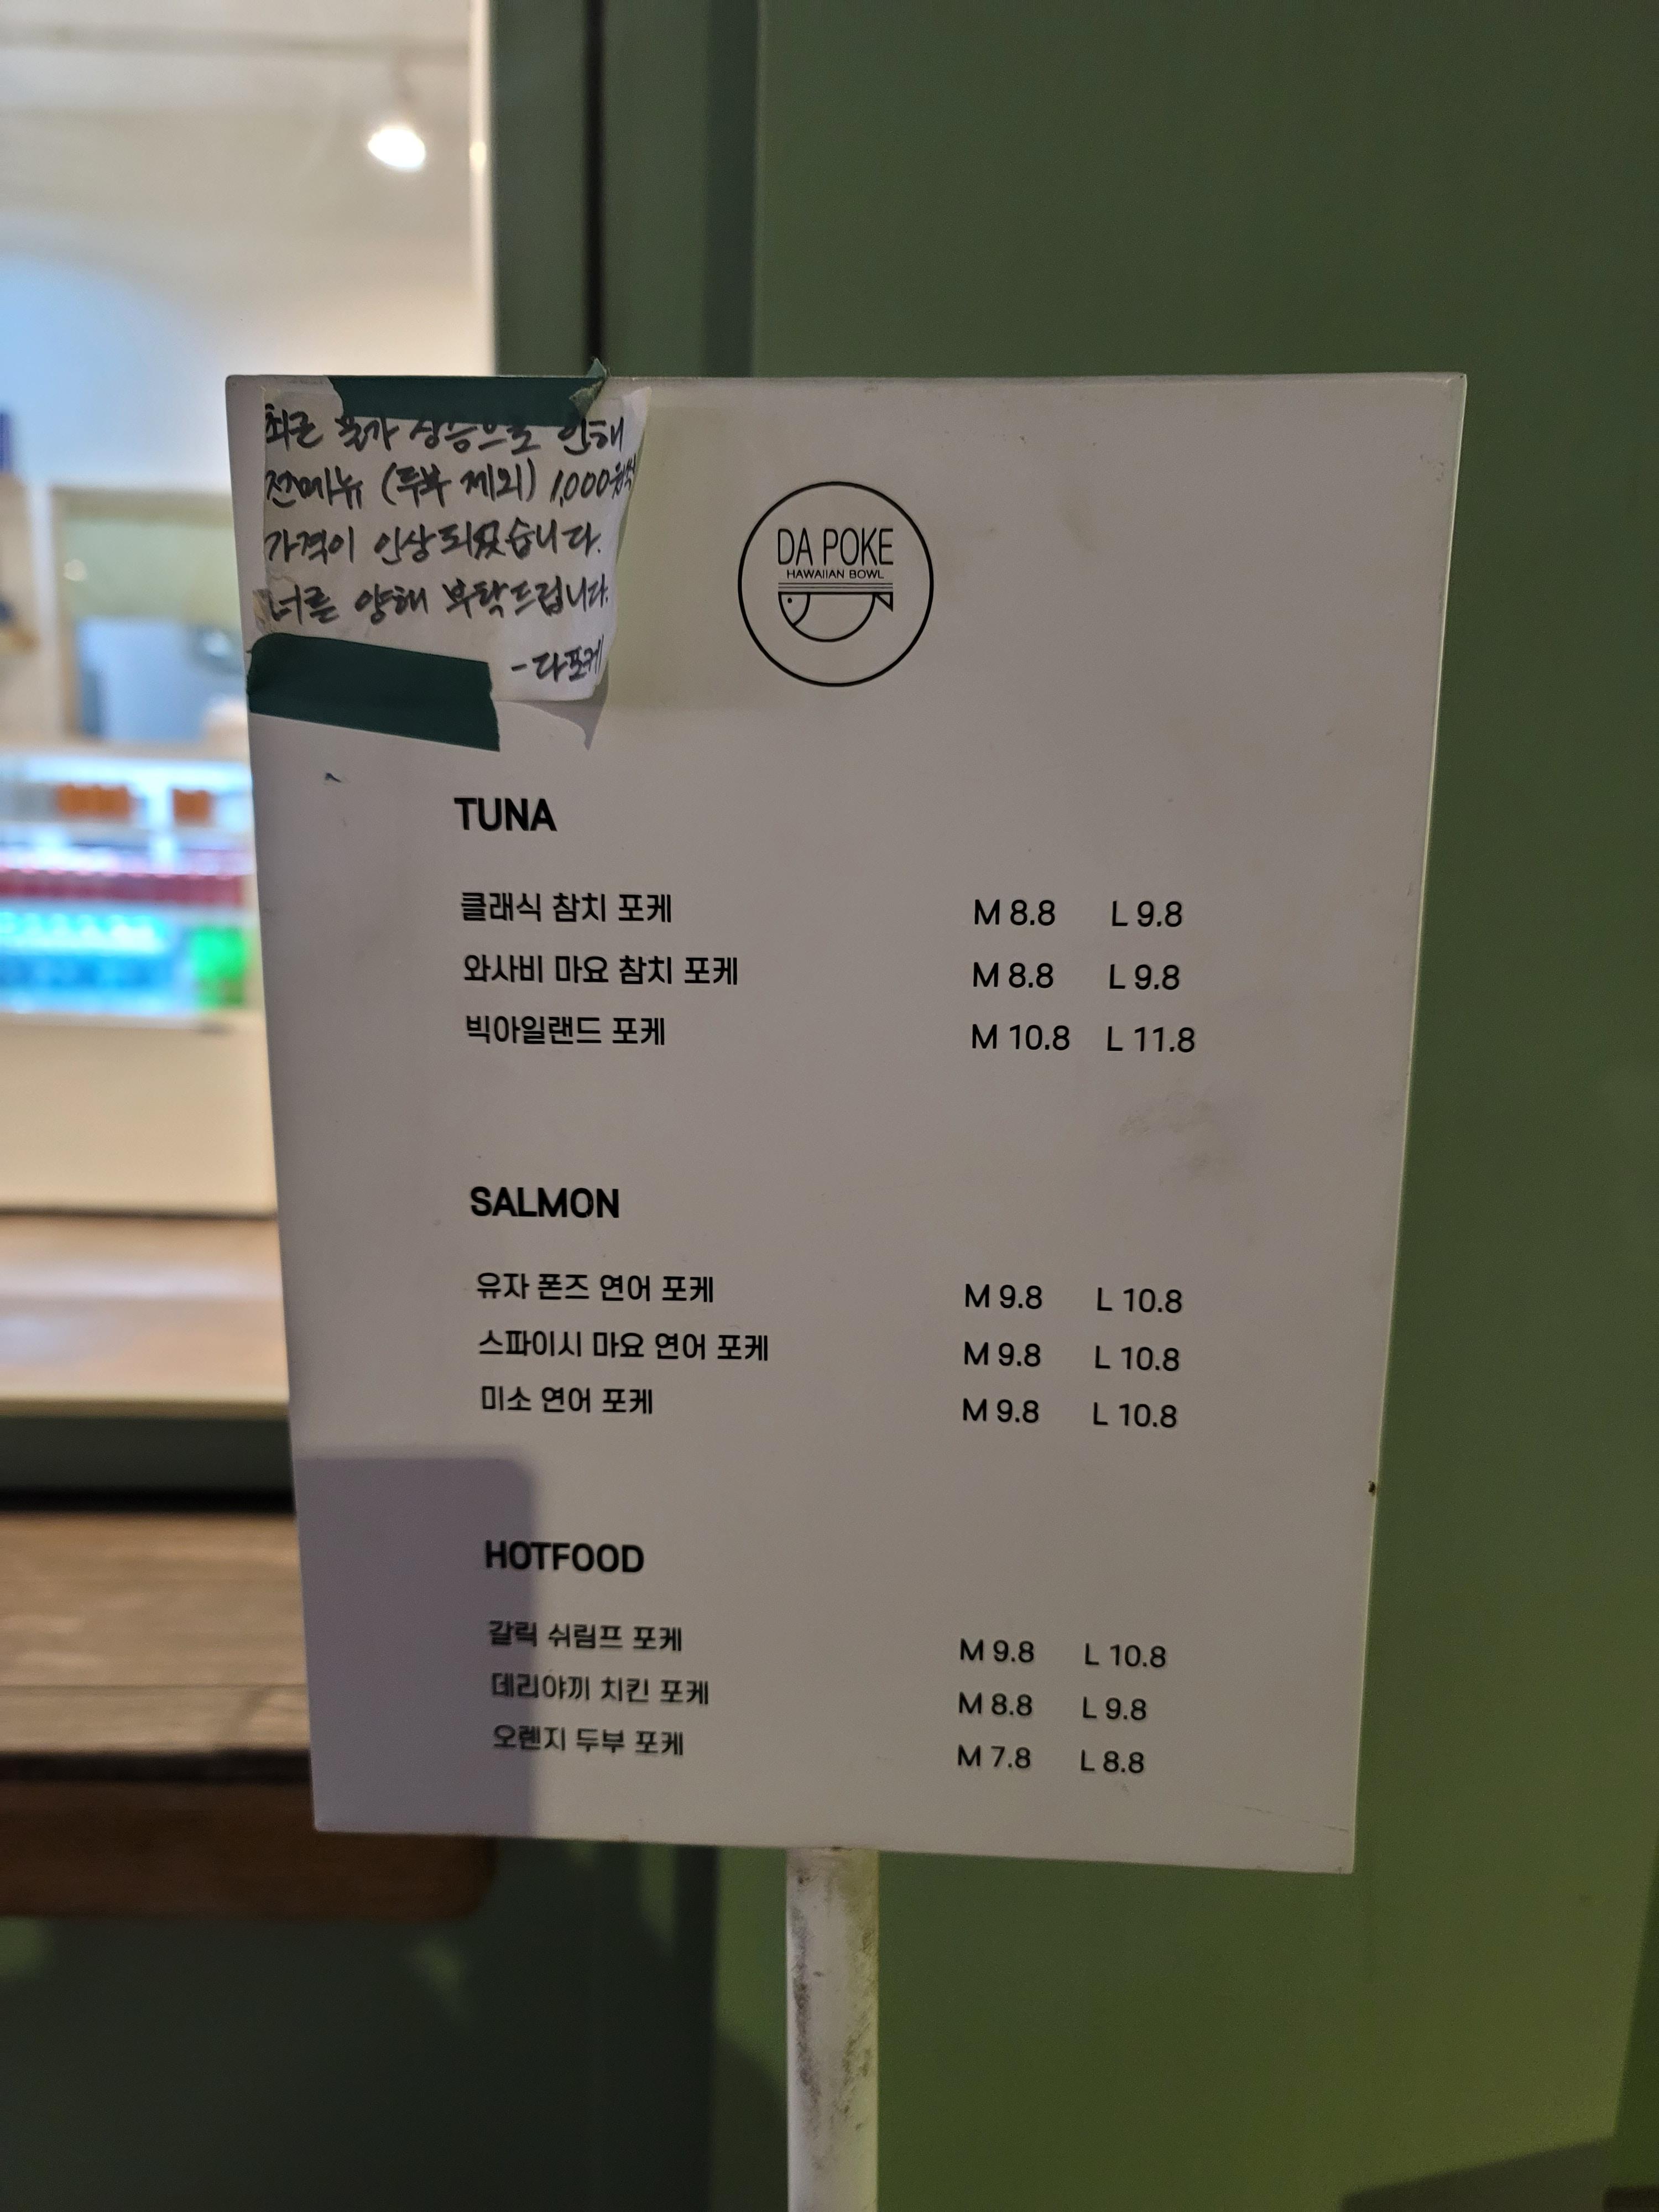 최근 물가 상승으로 인해
전메뉴 (두부 제외) 1,000원씩
가격이 인상되었습니다.
너른 양해 부탁드립니다.
-다포케
DA POKE
HAWAIIAN BOWL
TUNA
클래식 참치 포케 M 8.8 L 9.8
와사비 마요 참치 포케 M 8.8 L 9.8
빅아일랜드 포케 M 10.8 L 11.8
SALMON
유자 폰즈 연어 포케 M 9.8 L 10.8
스파이시 마요 연어 포케 M 9.8 L 10.8
미소 연어 포케 M 9.8 L 10.8
HOTFOOD
갈릭 쉬림프 포케 M 9.8 L 10.8
데리야끼 치킨 포케 M 8.8 L 9.8
오렌지 두부 포케 M 7.8 L 8.8